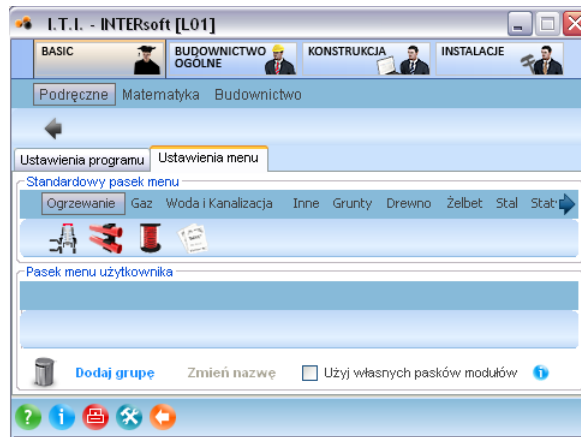 I.T.I. - INTERsoft [L01]
BASIC BUDOWNICTWO OGÓLNE KONSTRUKCJA INSTALACJE
Podręczne Matematyka Budownictwo
Ustawienia programu Ustawienia menu
Standardowy pasek menu
Ogrzewanie Gaz Woda i Kanalizacja Inne Grunty Drewno Żelbet Stal
Pasek menu użytkownika
Dodaj grupę Zmień nazwę Użyj własnych pasków modułów